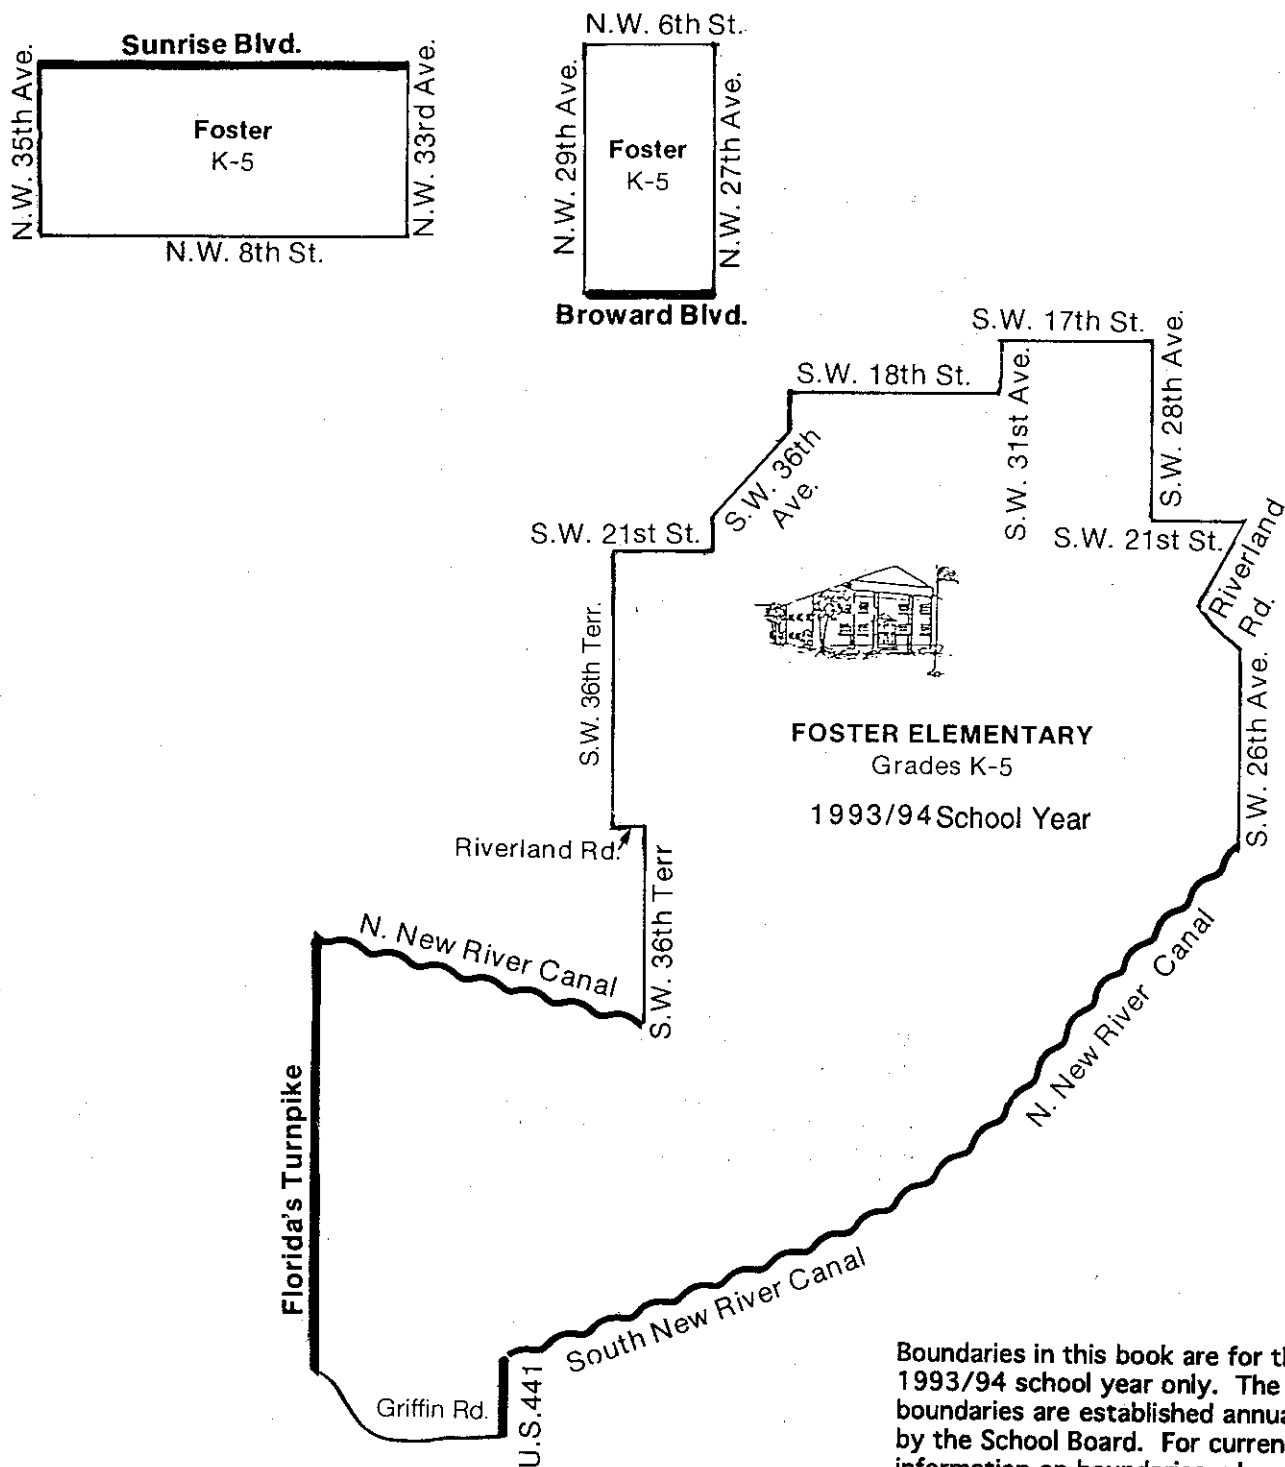 Sunrise Blvd.
N.W. 35th Ave.
Foster
K-5
N.W. 33rd Ave.
N.W. 8th St.
N.W. 6th St.
N.W. 29th Ave.
Foster
K-5
N.W. 27th Ave.
Broward Blvd.
S.W. 17th St.
S.W. 18th St.
S.W. 31st Ave.
S.W. 28th Ave.
S.W. 36th
Ave.
S.W. 21st St.
S.W. 21st St.
Riverland
Rd.
S.W. 36th Terr.
S.W. 26th Ave.
FOSTER ELEMENTARY
Grades K-5
1993/94 School Year
Riverland Rd.
S.W. 36th Terr
N. New River Canal
N. New River Canal
Florida's Turnpike
South New River Canal
Griffin Rd.
U.S.441
Boundaries in this book are for
1993/94 school year only. The
boundaries are established
by the School Board. For
information on boundaries